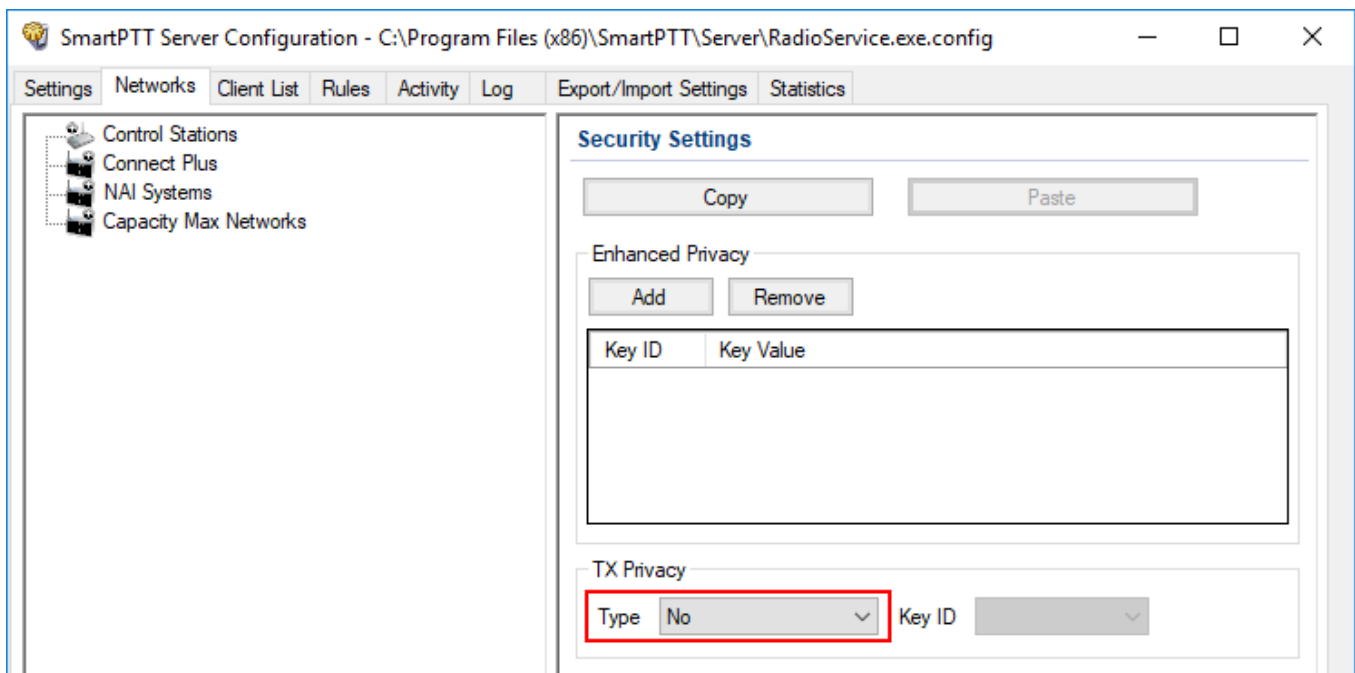 SmartPTT Server Configuration - C:\Program Files (x86)\SmartPTT\Server\RadioService.exe.config
Settings Networks Client List Rules Activity Log Export/Import Settings Statistics
Control Stations
Connect Plus
NAI Systems
Capacity Max Networks
Security Settings
Copy Paste
Enhanced Privacy
Add Remove
Key ID Key Value
TX Privacy
Type No Key ID